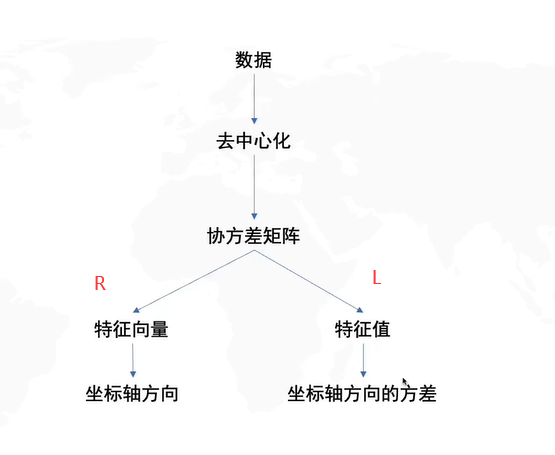 数据
去中心化
协方差矩阵
R
L
特征向量
特征值
坐标轴方向
坐标轴方向的方差